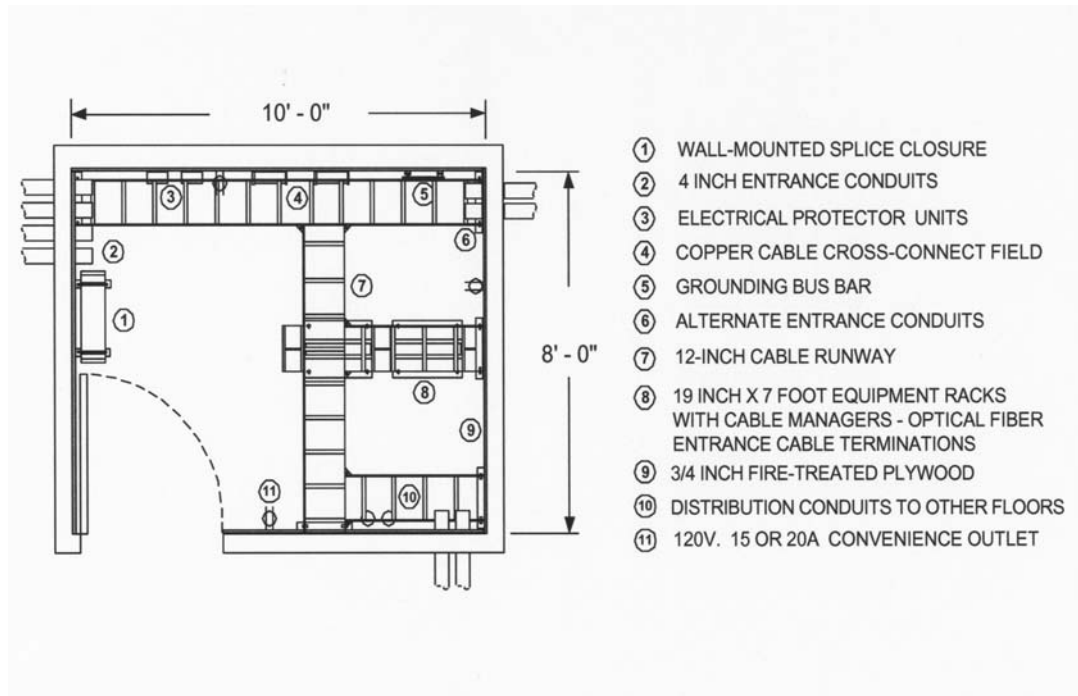 10' - 0"
8' - 0"
3
4
5
2
6
7
1
8
9
11
10
1 WALL-MOUNTED SPLICE CLOSURE
2 4 INCH ENTRANCE CONDUITS
3 ELECTRICAL PROTECTOR UNITS
4 COPPER CABLE CROSS-CONNECT FIELD
5 GROUNDING BUS BAR
6 ALTERNATE ENTRANCE CONDUITS
7 12-INCH CABLE RUNWAY
8 19 INCH X 7 FOOT EQUIPMENT RACKS
WITH CABLE MANAGERS - OPTICAL FIBER
ENTRANCE CABLE TERMINATIONS
9 3/4 INCH FIRE-TREATED PLYWOOD
10 DISTRIBUTION CONDUITS TO OTHER FLOORS
11 120V. 15 OR 20A CONVENIENCE OUTLET